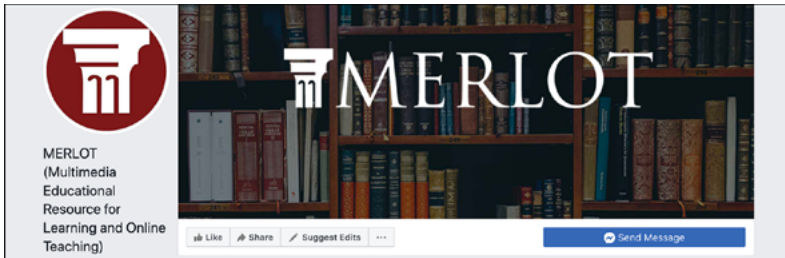 MERLOT
MERLOT
(Multimedia
Educational
Resource for
Learning and Online
Teaching)
Like Share Suggest Edits ...
Send Message